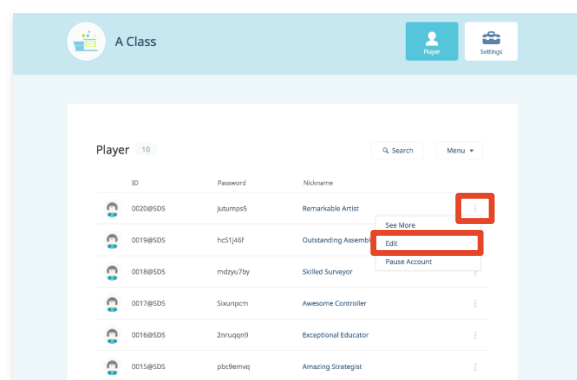 A Class
Player
Settings
Player 10
Search
Menu
ID Password Nickname
0020@SDS jutumps5 Remarkable Artist
See More
Edit
Pause Account
0019@SDS hc51j46f Outstanding
0018@SDS mdzyu7by Skilled Surveyor
0017@SDS 5ixunpcm Awesome Controller
0016@SDS 2nruqqn9 Exceptional Educator
0015@SDS pbc9emvq Amazing Strategist